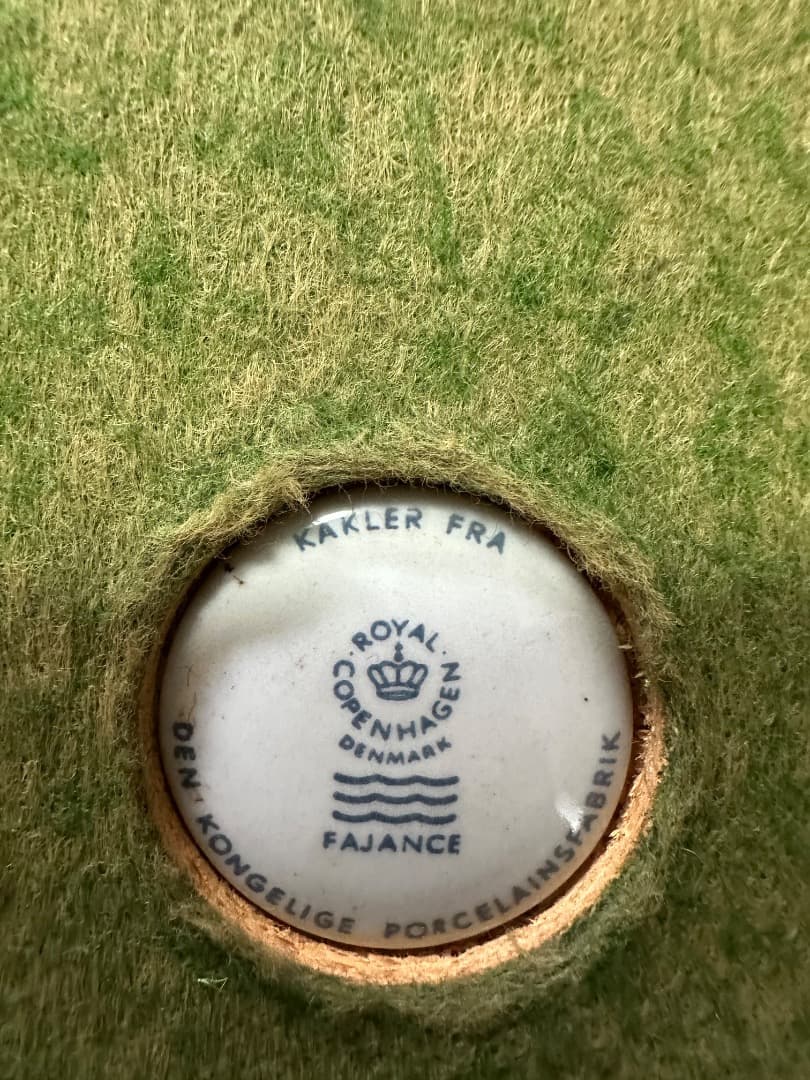 KAKLER FRA
ROYAL
COPENHAGEN
DENMARK
FAJANCE
DEN KONGELIGE PORCELAINSFABRIK